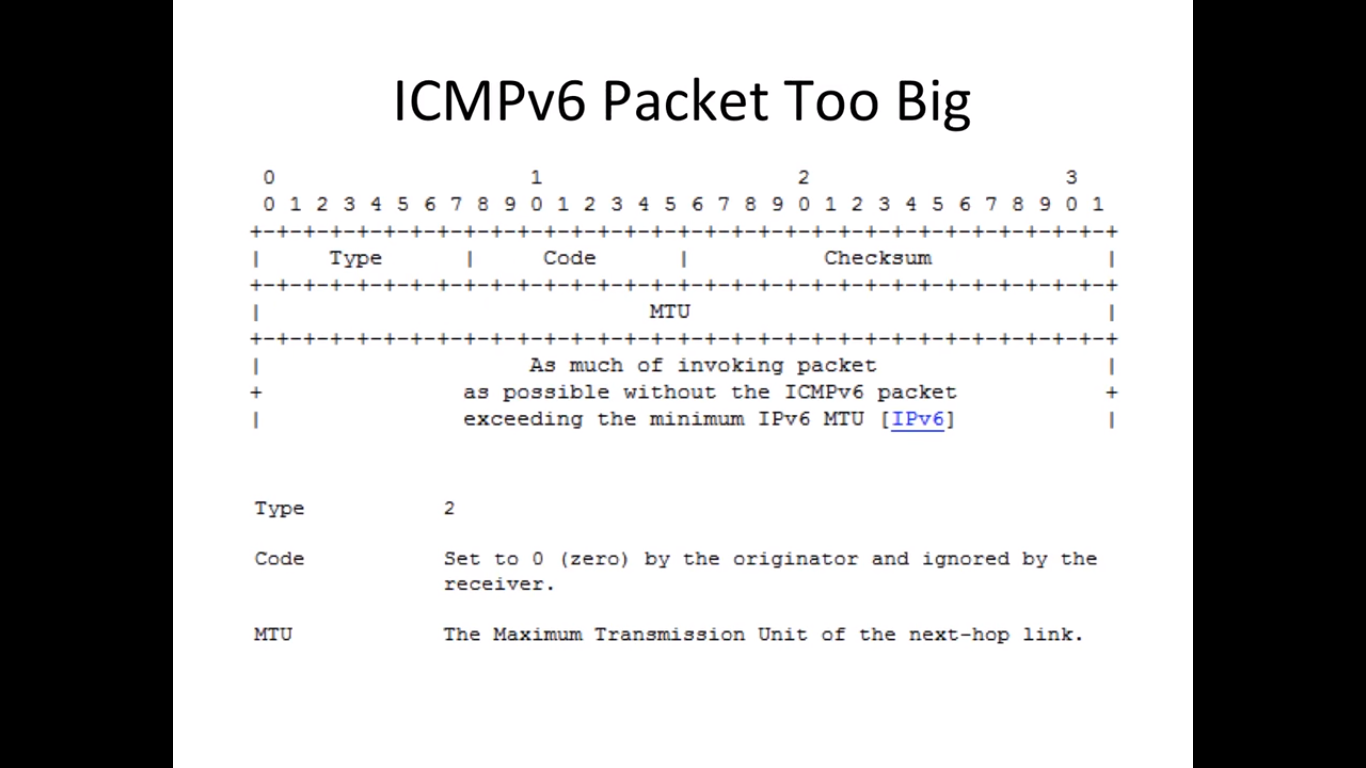 ICMPv6 Packet Too Big
0 1 2 3
0 1 2 3 4 5 6 7 8 9 0 1 2 3 4 5 6 7 8 9 0 1 2 3 4 5 6 7 8 9 0 1
+-+-+-+-+-+-+-+-+-+-+-+-+-+-+-+-+-+-+-+-+-+-+-+-+-+-+-+-+-+-+-+-+
| Type | Code | Checksum |
+-+-+-+-+-+-+-+-+-+-+-+-+-+-+-+-+-+-+-+-+-+-+-+-+-+-+-+-+-+-+-+-+
| MTU |
+-+-+-+-+-+-+-+-+-+-+-+-+-+-+-+-+-+-+-+-+-+-+-+-+-+-+-+-+-+-+-+-+
| As much of invoking packet |
+ as possible without the ICMPv6 packet +
| exceeding the minimum IPv6 MTU [IPv6] |
Type 2
Code Set to 0 (zero) by the originator and ignored by the
receiver.
MTU The Maximum Transmission Unit of the next-hop link.